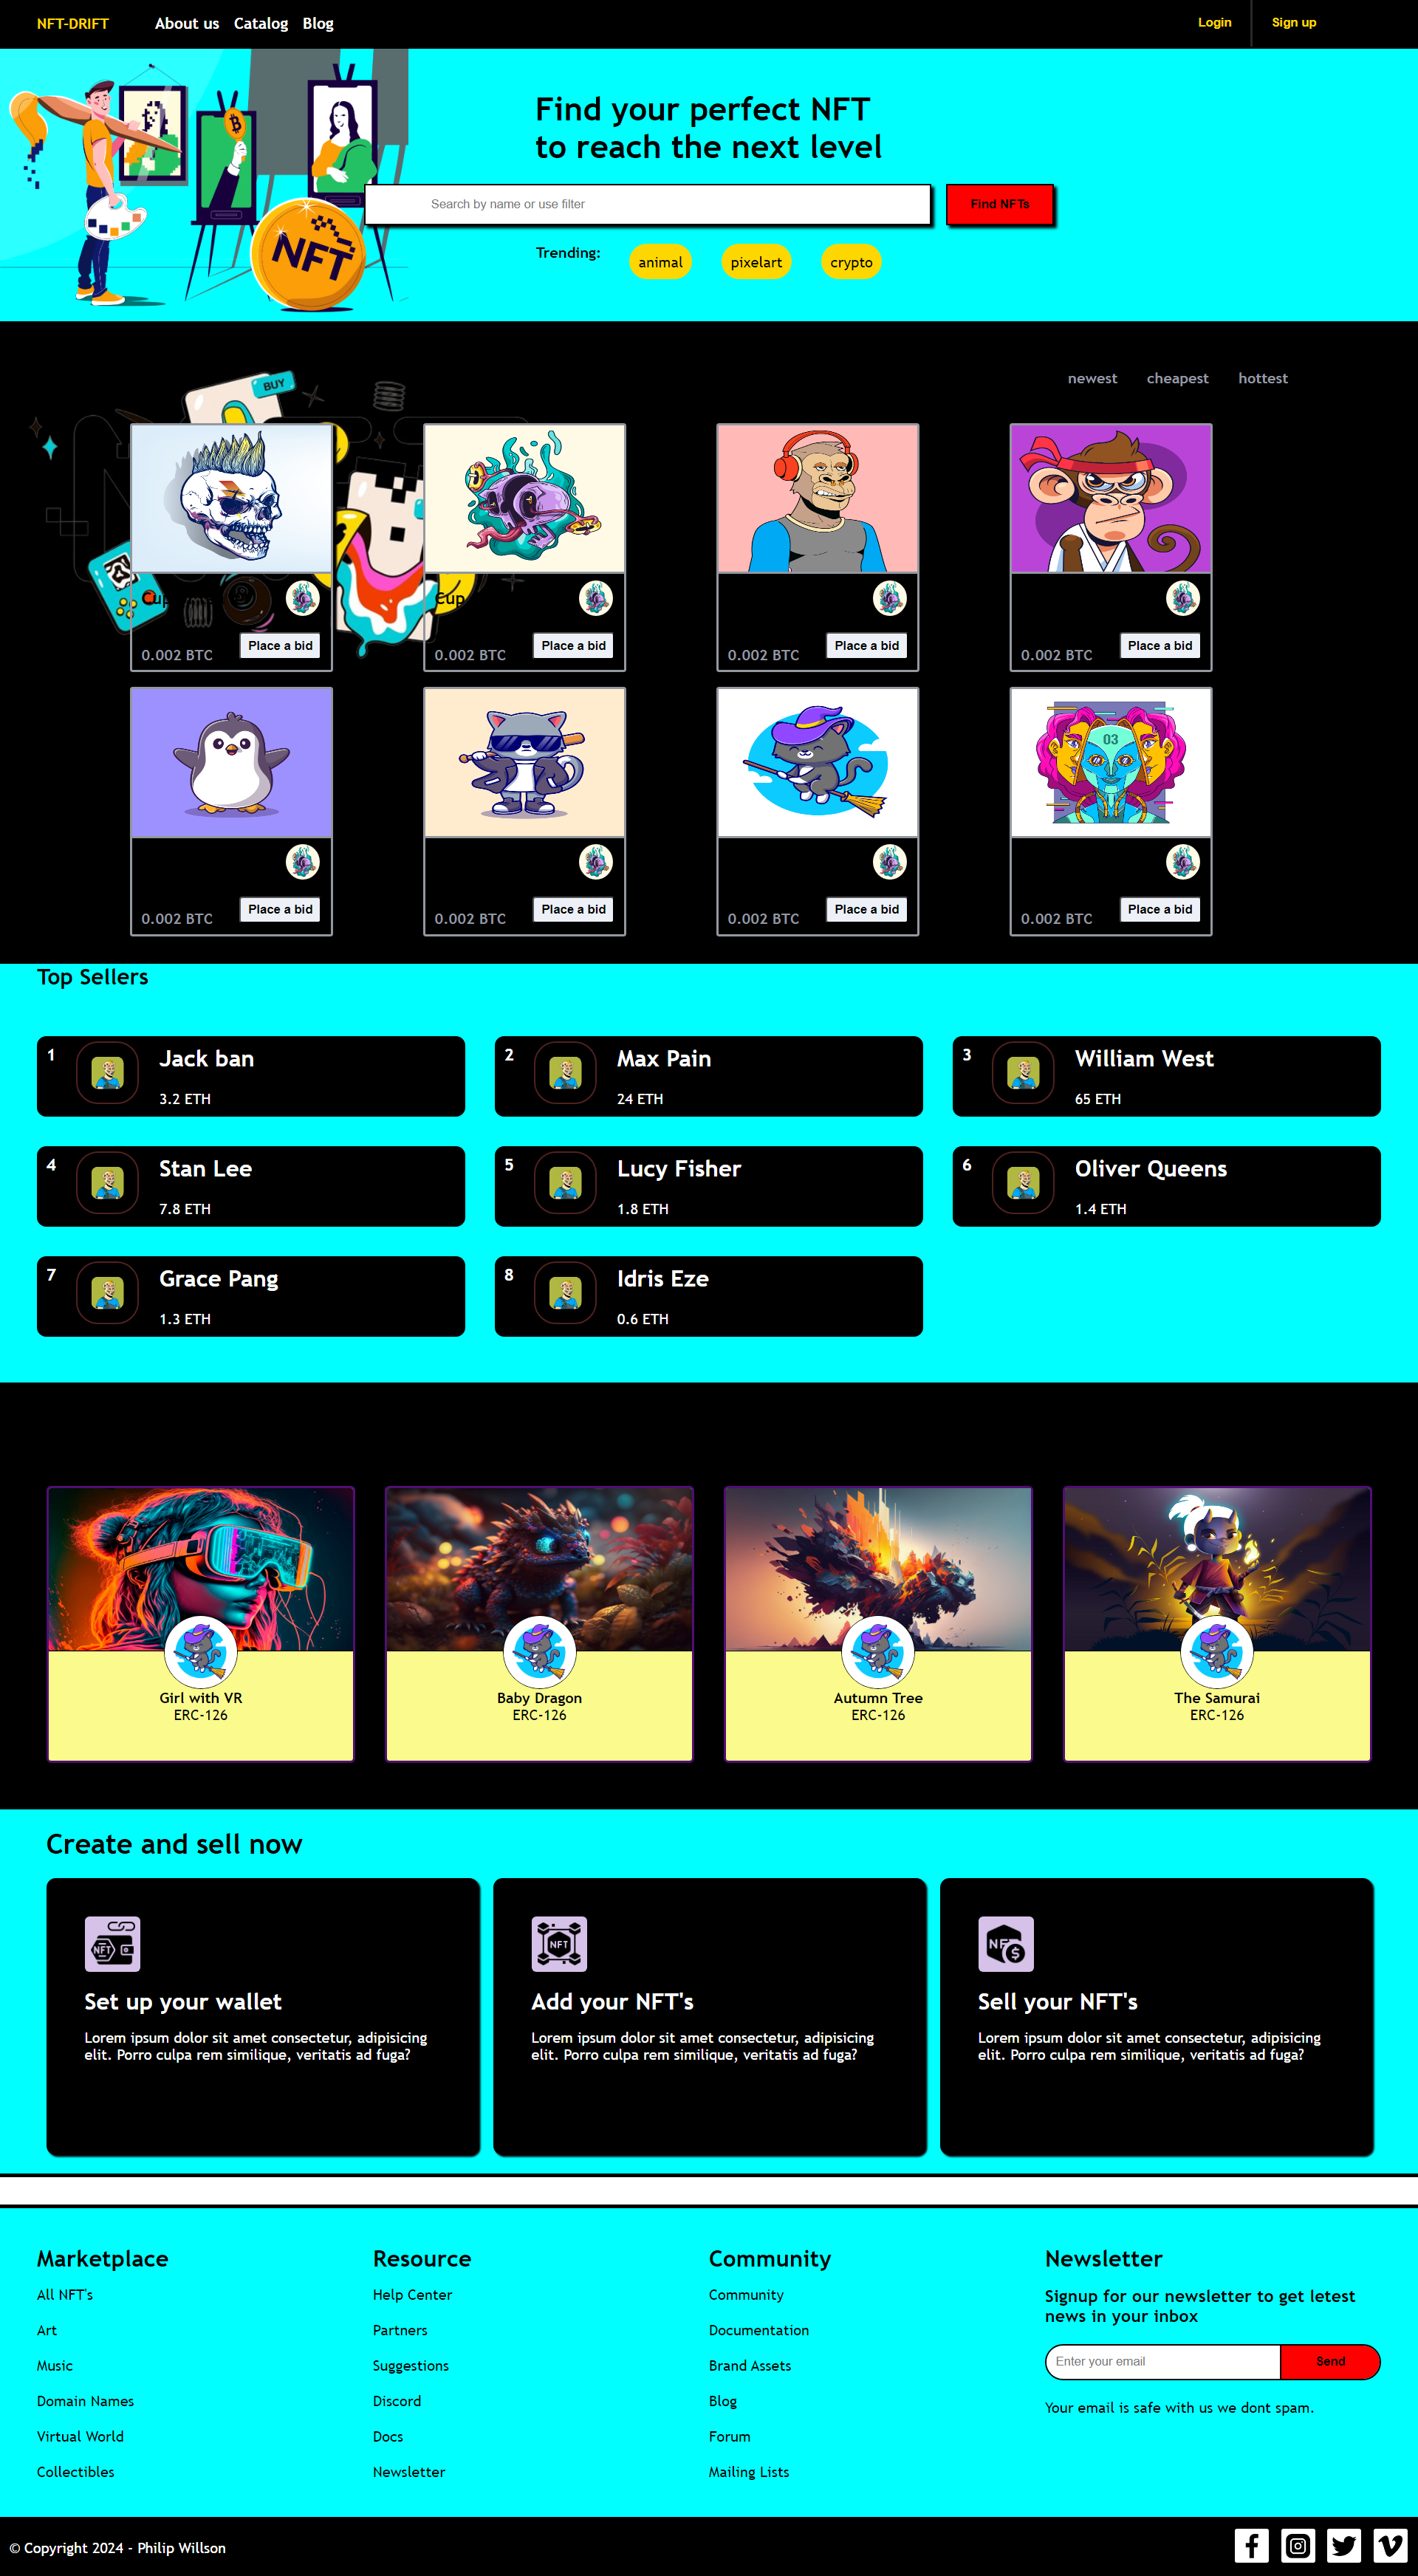 NFT-DRIFT About us Catalog Blog Login Sign up
Find your perfect NFT
to reach the next level
NFT
Search by name or use filter Find NFTs
Trending: animal pixelart crypto
newest cheapest hottest
BUY
Cup Cup
0.002 BTC Place a bid 0.002 BTC Place a bid 0.002 BTC Place a bid 0.002 BTC Place a bid
03
0.002 BTC Place a bid 0.002 BTC Place a bid 0.002 BTC Place a bid 0.002 BTC Place a bid
Top Sellers
1 Jack ban
3.2 ETH
2 Max Pain
24 ETH
3 William West
65 ETH
4 Stan Lee
7.8 ETH
5 Lucy Fisher
1.8 ETH
6 Oliver Queens
1.4 ETH
7 Grace Pang
1.3 ETH
8 Idris Eze
0.6 ETH
Girl with VR
ERC-126
Baby Dragon
ERC-126
Autumn Tree
ERC-126
The Samurai
ERC-126
Create and sell now
NFT
Set up your wallet
Lorem ipsum dolor sit amet consectetur, adipisicing
elit. Porro culpa rem similique, veritatis ad fuga?
NFT
Add your NFT's
Lorem ipsum dolor sit amet consectetur, adipisicing
elit. Porro culpa rem similique, veritatis ad fuga?
NF $
Sell your NFT's
Lorem ipsum dolor sit amet consectetur, adipisicing
elit. Porro culpa rem similique, veritatis ad fuga?
Marketplace
All NFT's
Art
Music
Domain Names
Virtual World
Collectibles
Resource
Help Center
Partners
Suggestions
Discord
Docs
Newsletter
Community
Community
Documentation
Brand Assets
Blog
Forum
Mailing Lists
Newsletter
Signup for our newsletter to get letest
news in your inbox
Enter your email Send
Your email is safe with us we dont spam.
© Copyright 2024 - Philip Willson